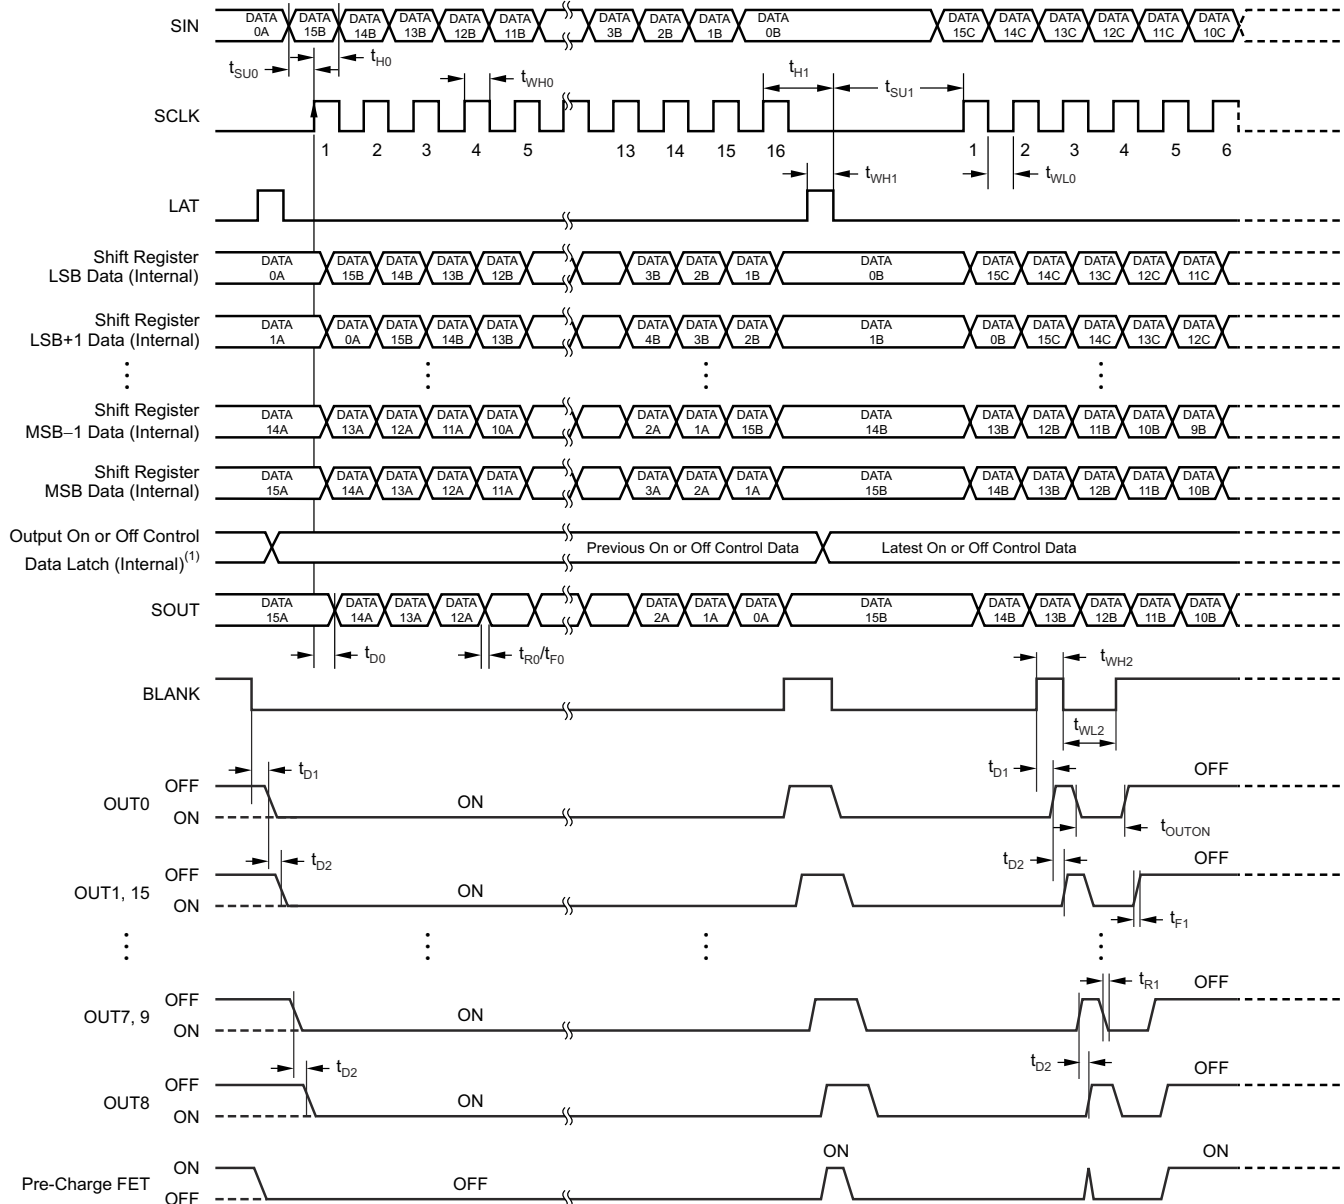 SIN DATA 0A DATA 15B DATA 14B DATA 13B DATA 12B DATA 11B DATA 3B DATA 2B DATA 1B DATA 0B DATA 15C DATA 14C DATA 13C DATA 12C DATA 11C DATA 10C
tSU0 tH0 tWH0 tH1 tSU1
SCLK
1 2 3 4 5 13 14 15 16 1 2 3 4 5 6
tWH1 tWL0
LAT
Shift Register LSB Data (Internal) DATA 0A DATA 15B DATA 14B DATA 13B DATA 12B DATA 3B DATA 2B DATA 1B DATA 0B DATA 15C DATA 14C DATA 13C DATA 12C DATA 11C
Shift Register LSB+1 Data (Internal) DATA 1A DATA 0A DATA 15B DATA 14B DATA 13B DATA 4B DATA 3B DATA 2B DATA 1B DATA 0B DATA 15C DATA 14C DATA 13C DATA 12C
Shift Register MSB–1 Data (Internal) DATA 14A DATA 13A DATA 12A DATA 11A DATA 10A DATA 2A DATA 1A DATA 15B DATA 14B DATA 13B DATA 12B DATA 11B DATA 10B DATA 9B
Shift Register MSB Data (Internal) DATA 15A DATA 14A DATA 13A DATA 12A DATA 11A DATA 3A DATA 2A DATA 1A DATA 15B DATA 14B DATA 13B DATA 12B DATA 11B DATA 10B
Output On or Off Control
Data Latch (Internal)(1) Previous On or Off Control Data Latest On or Off Control Data
SOUT DATA 15A DATA 14A DATA 13A DATA 12A DATA 2A DATA 1A DATA 0A DATA 15B DATA 14B DATA 13B DATA 12B DATA 11B DATA 10B
tD0 tR0/tF0 tWH2
BLANK
tWL2
tD1 tD1
OFF OFF
OUT0 ON
ON
tOUTON
tD2 tD2
OFF OFF
OUT1, 15 ON
ON
tF1
tR1
OFF OFF
OUT7, 9 ON
ON
tD2 tD2
OFF OFF
OUT8 ON
ON
ON ON ON
Pre-Charge FET OFF
OFF